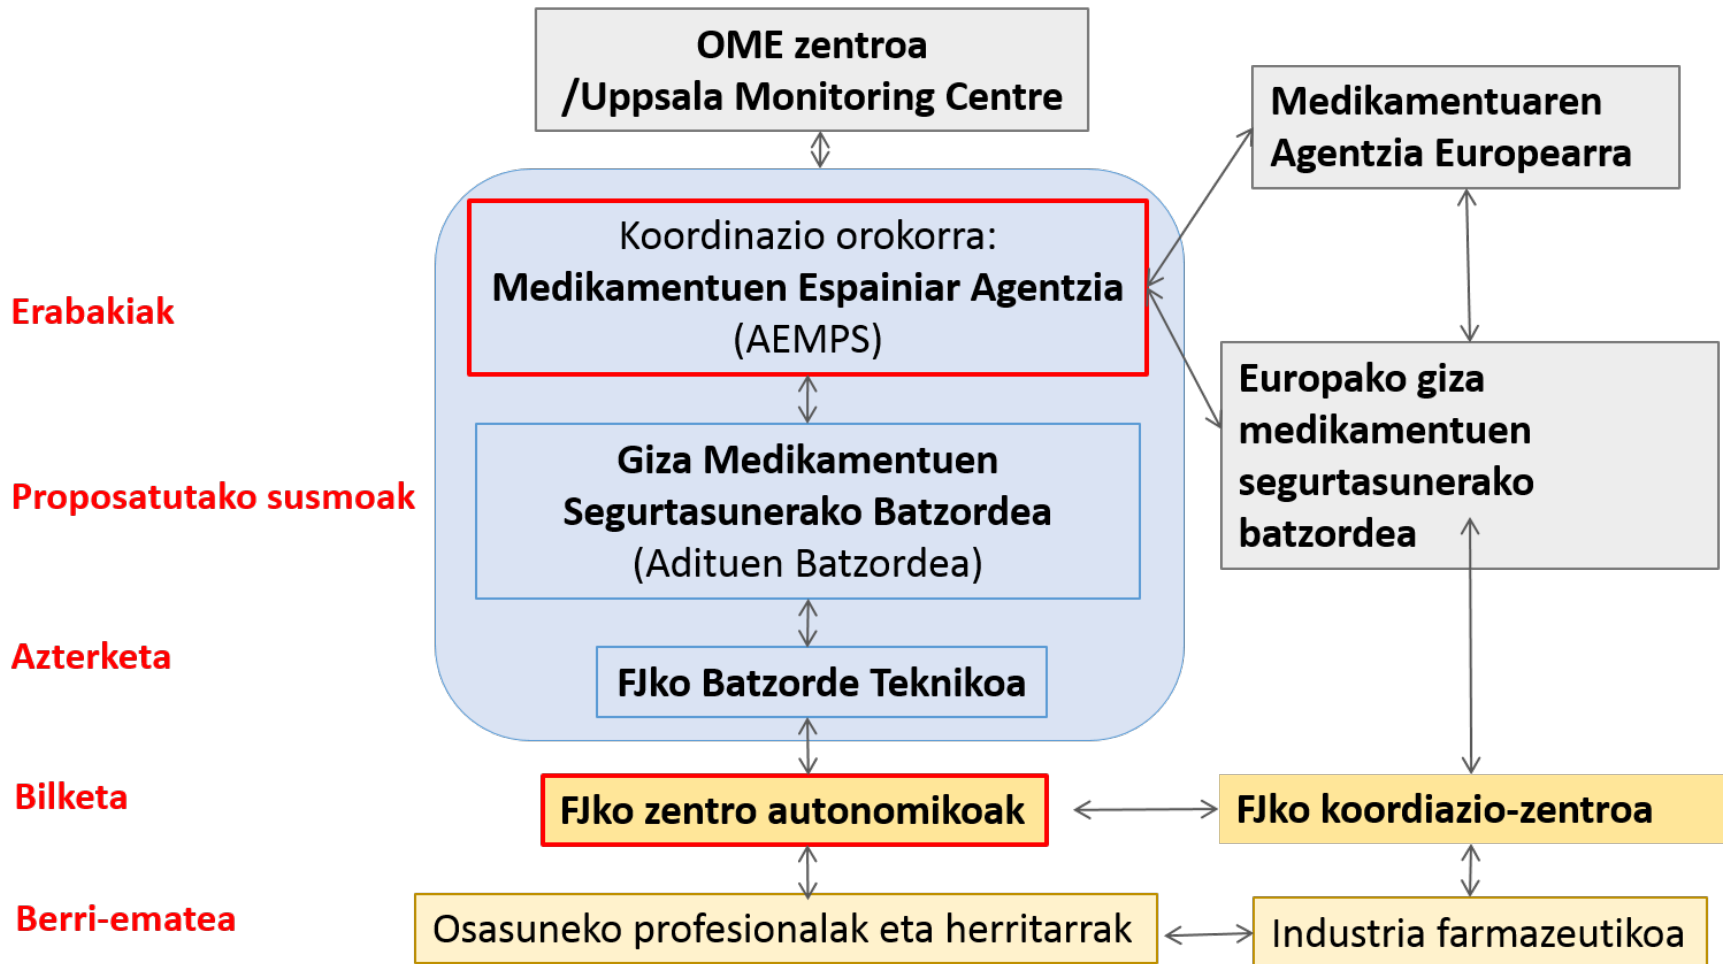 OME zentroa
/Uppsala Monitoring Centre
Medikamentuaren
Agentzia Europearra
Erabakiak
Koordinazio orokorra:
Medikamentuen Espainiar Agentzia
(AEMPS)
Europako giza
medikamentuen
segurtasunerako
batzordea
Proposatutako susmoak
Giza Medikamentuen
Segurtasunerako Batzordea
(Adituen Batzordea)
Azterketa
FJko Batzorde Teknikoa
Bilketa
FJko zentro autonomikoak
FJko koordiazio-zentroa
Berri-ematea
Osasuneko profesionalak eta herritarrak
Industria farmazeutikoa